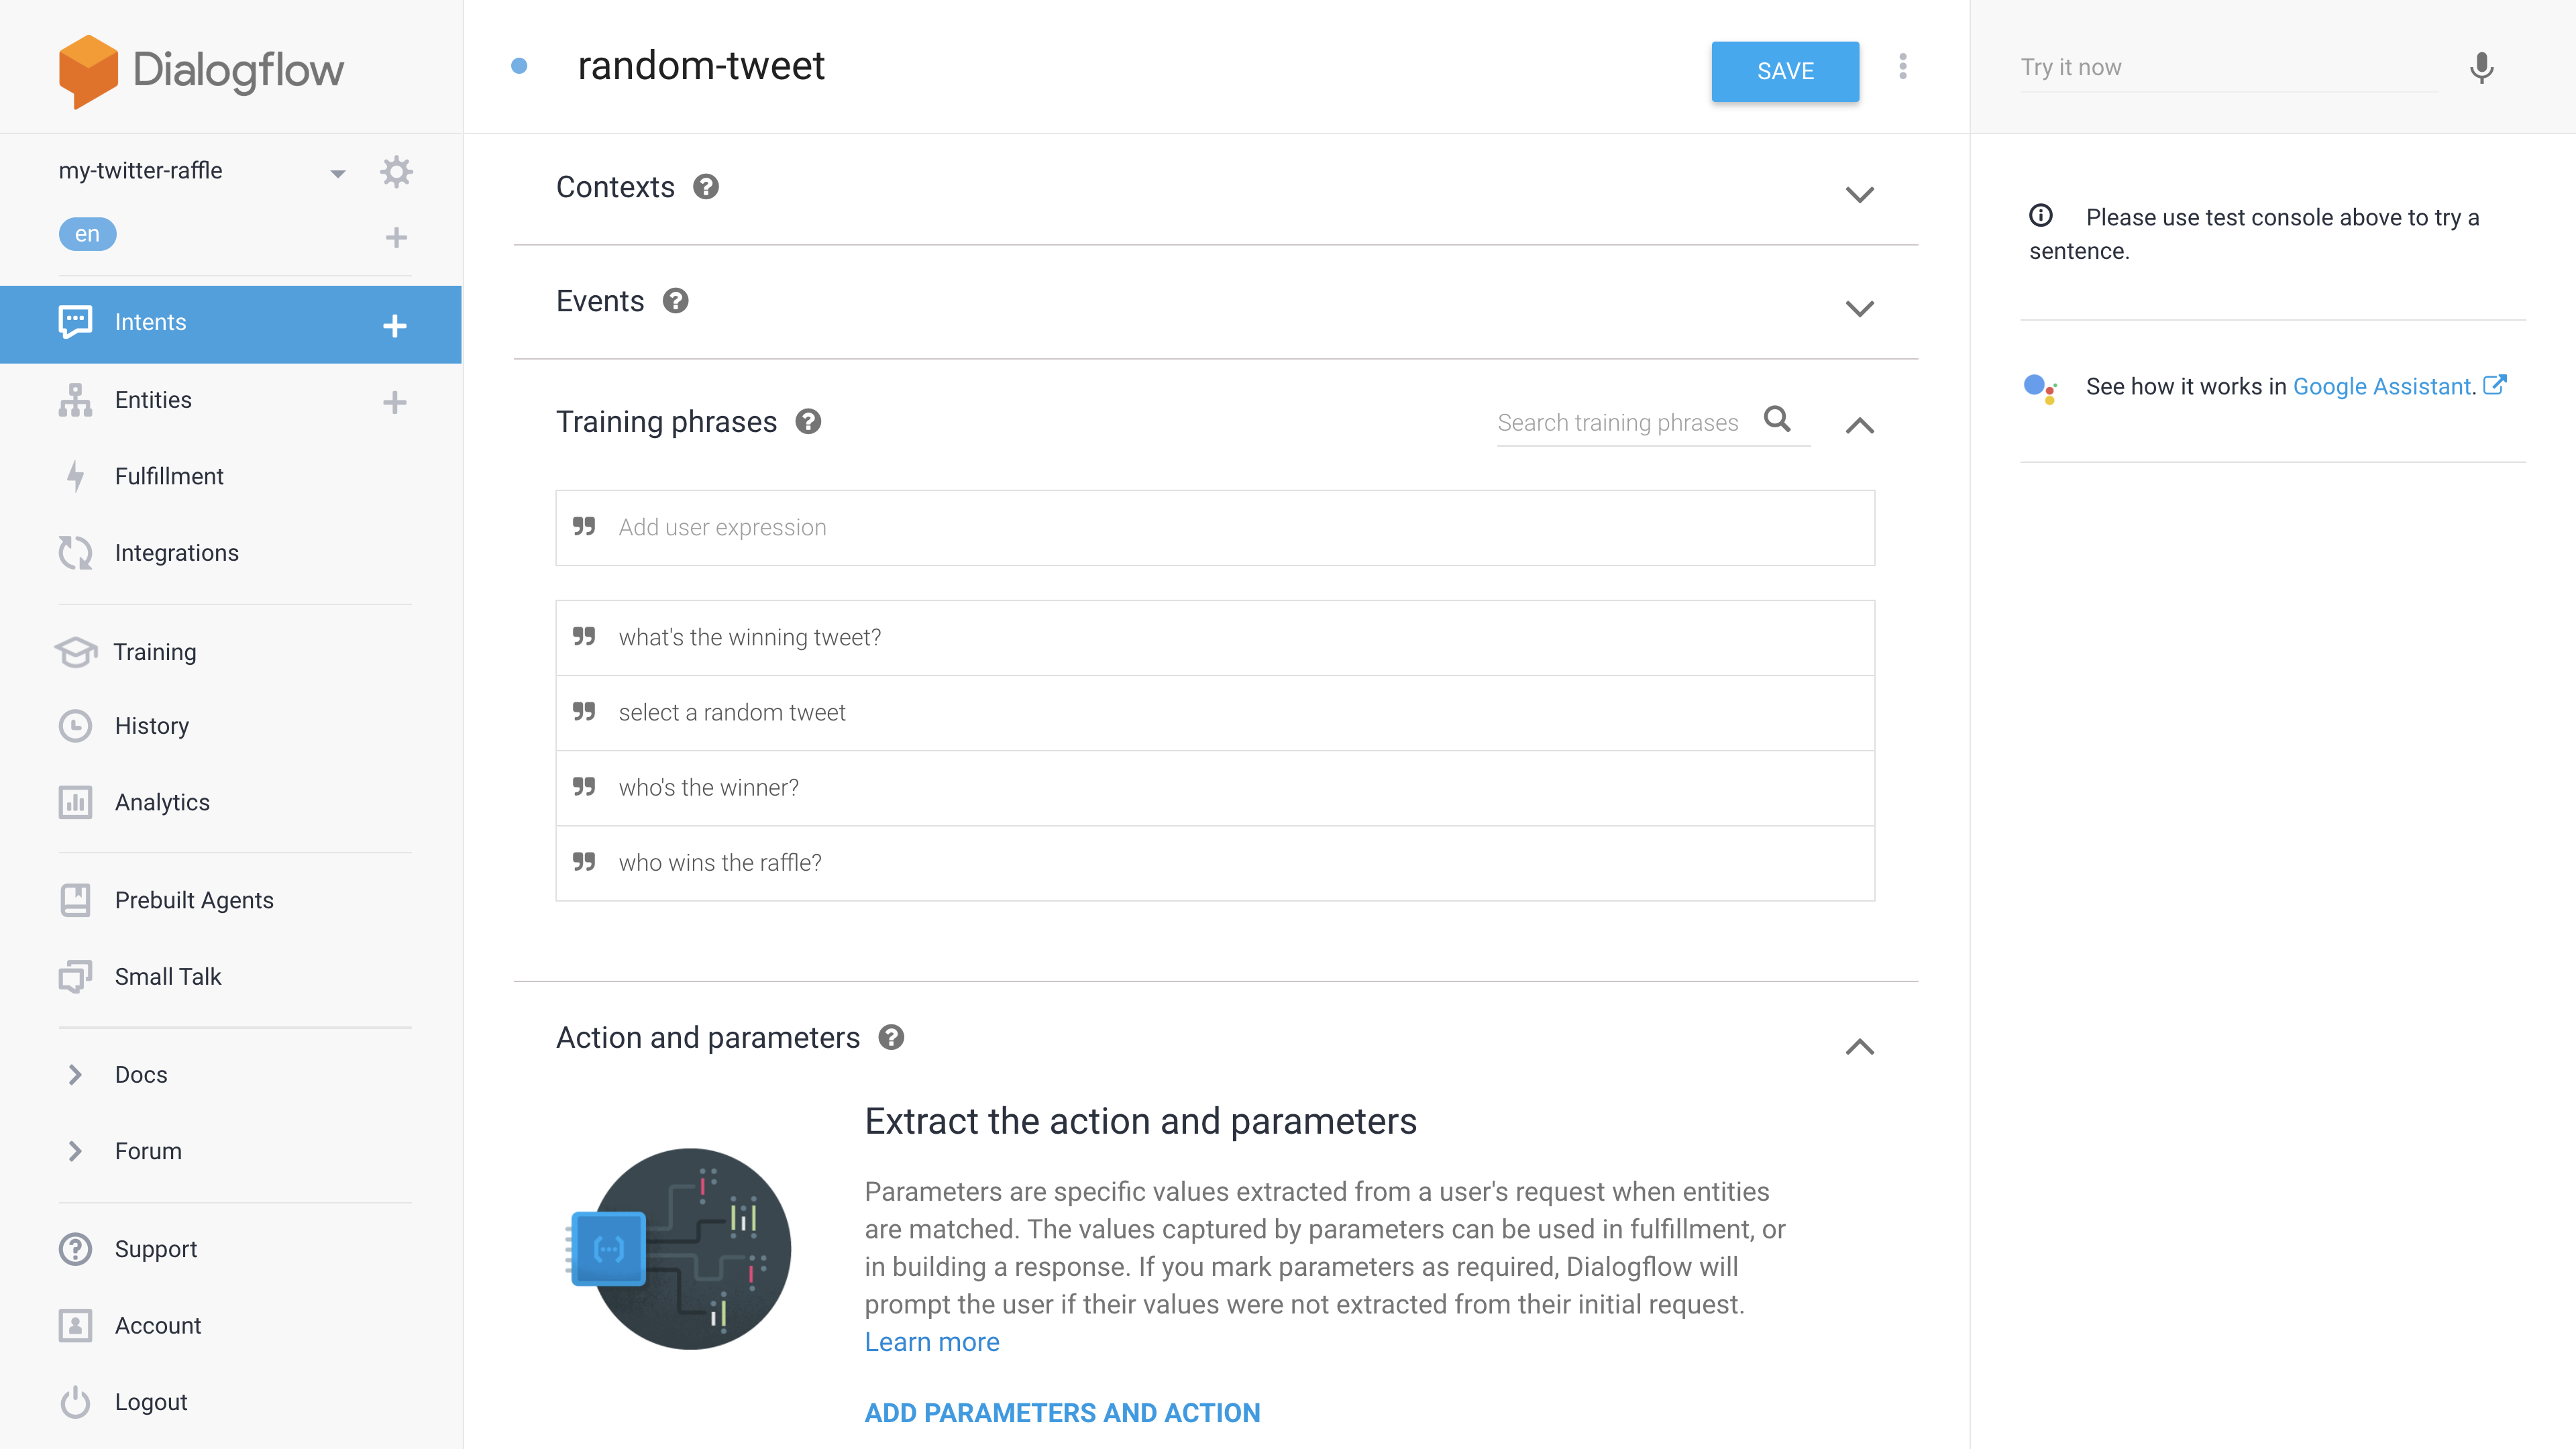 Dialogflow
my-twitter-raffle
en
Intents
Entities
Fulfillment
Integrations
Training
History
Analytics
Prebuilt Agents
Small Talk
Docs
Forum
Support
Account
Logout
random-tweet
SAVE
Contexts
Events
Training phrases
Search training phrases
Add user expression
what's the winning tweet?
select a random tweet
who's the winner?
who wins the raffle?
Action and parameters
Extract the action and parameters
Parameters are specific values extracted from a user's request when entities
are matched. The values captured by parameters can be used in fulfillment, or
in building a response. If you mark parameters as required, Dialogflow will
prompt the user if their values were not extracted from their initial request.
Learn more
ADD PARAMETERS AND ACTION
Try it now
Please use test console above to try a
sentence.
See how it works in Google Assistant.